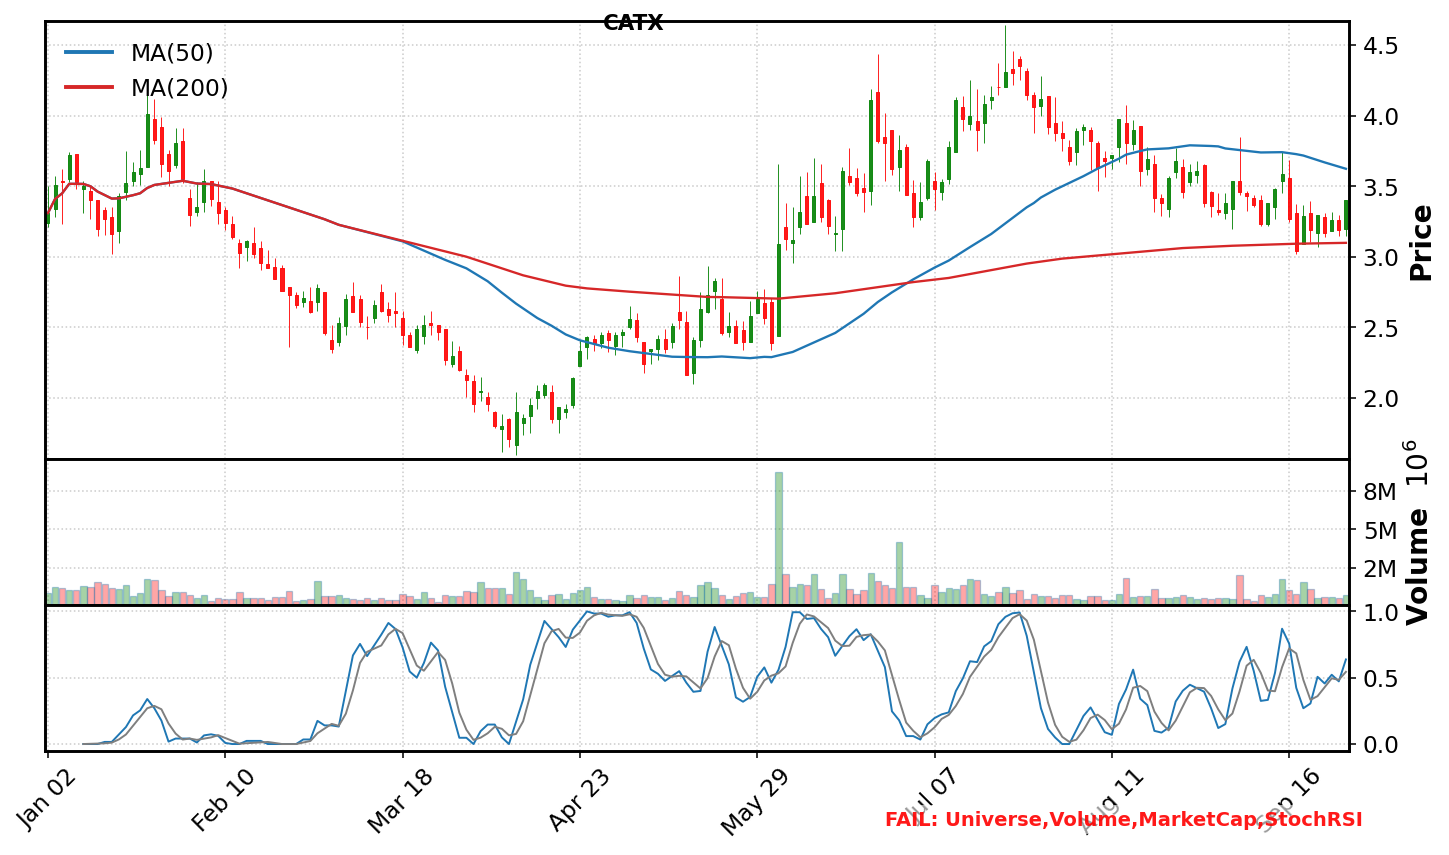 CATX
MA(50)
MA(200)
4.5
4.0
3.5
3.0
2.5
2.0
Price
10^6
8M
5M
2M
Volume
1.0
0.5
0.0
Jan 02
Feb 10
Mar 18
Apr 23
May 29
Jul 07
Aug 11
Sep 16
FAIL: Universe,Volume,MarketCap,StochRSI